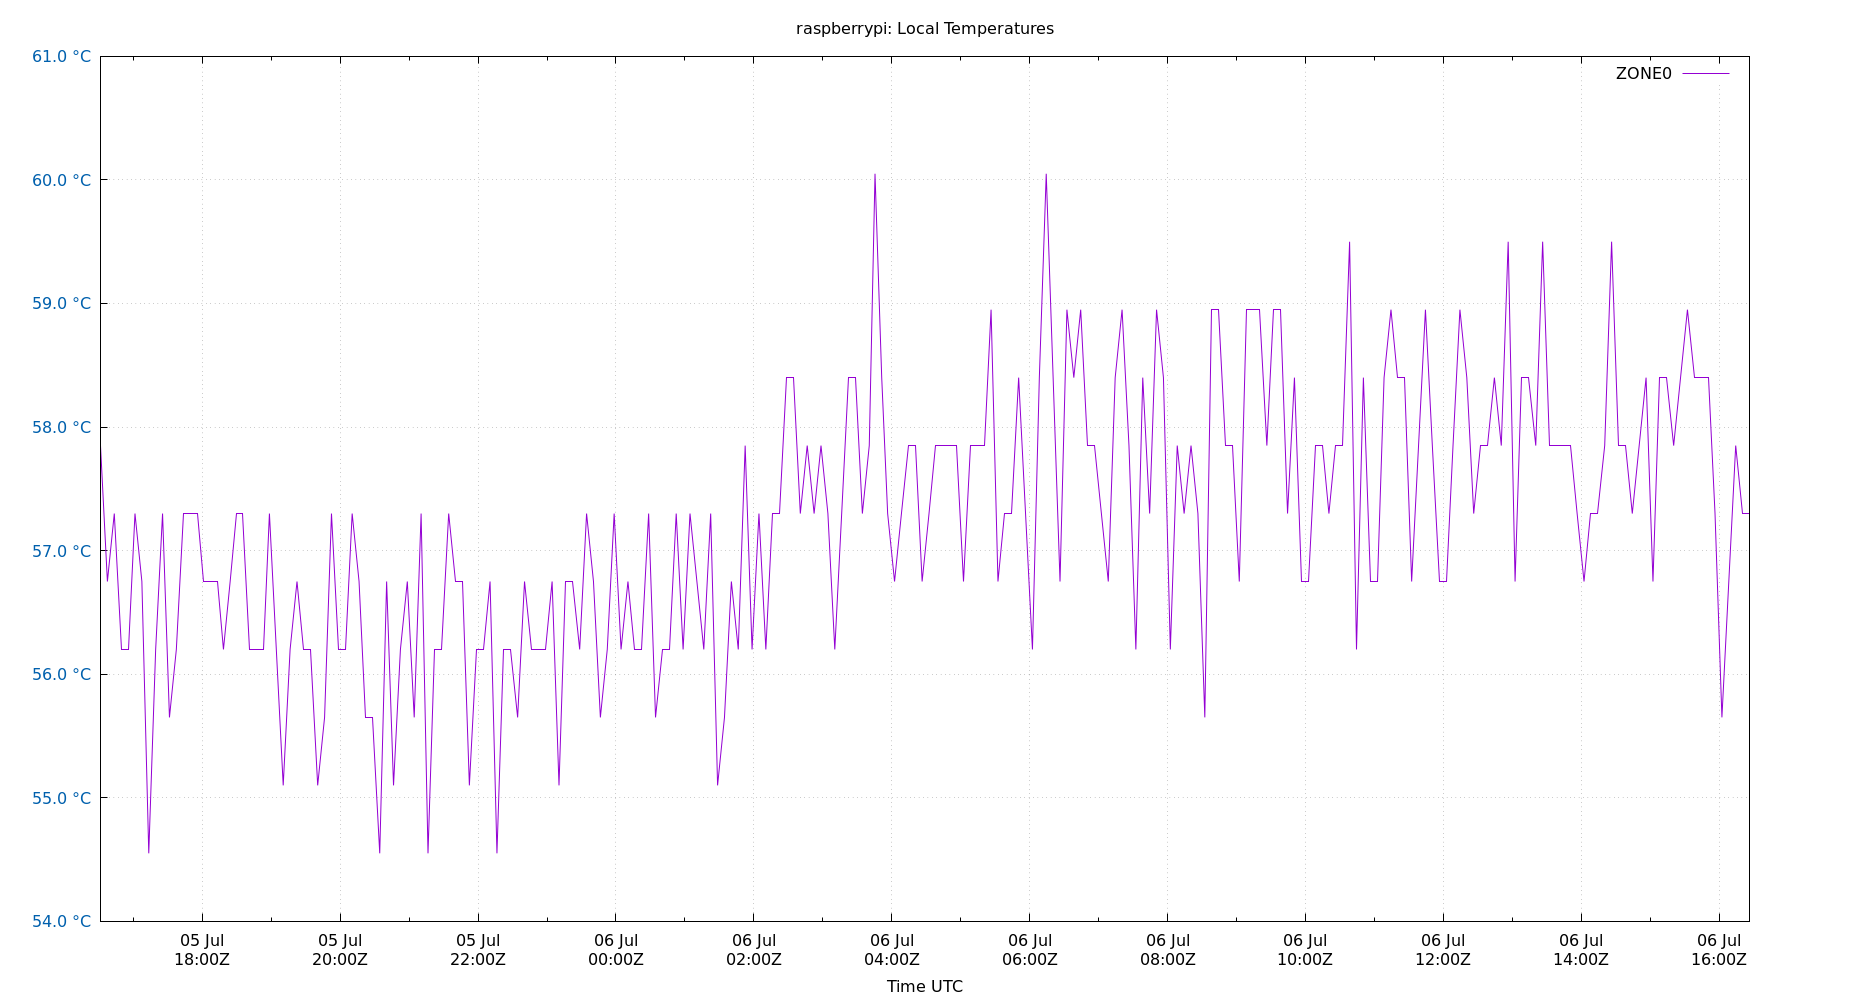 raspberrypi: Local Temperatures
61.0 °C
ZONE0
60.0 °C
59.0 °C
58.0 °C
57.0 °C
56.0 °C
55.0 °C
54.0 °C
05 Jul 05 Jul 05 Jul 06 Jul 06 Jul 06 Jul 06 Jul 06 Jul 06 Jul 06 Jul 06 Jul 06 Jul
18:00Z 20:00Z 22:00Z 00:00Z 02:00Z 04:00Z 06:00Z 08:00Z 10:00Z 12:00Z 14:00Z 16:00Z
Time UTC